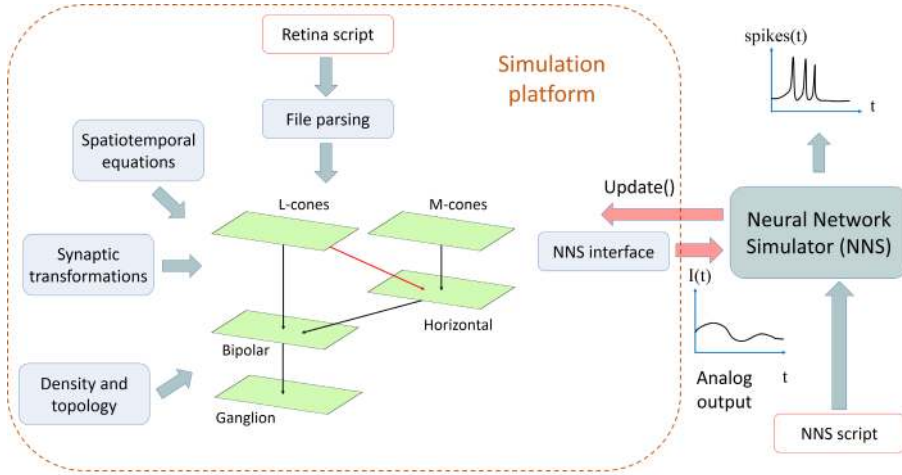 Retina script
Simulation
platform
File parsing
Spatiotemporal
equations
Synaptic
transformations
Density and
topology
L-cones
M-cones
Horizontal
Bipolar
Ganglion
Update()
NNS interface
spikes(t)
t
Neural Network
Simulator (NNS)
I(t)
t
Analog
output
NNS script